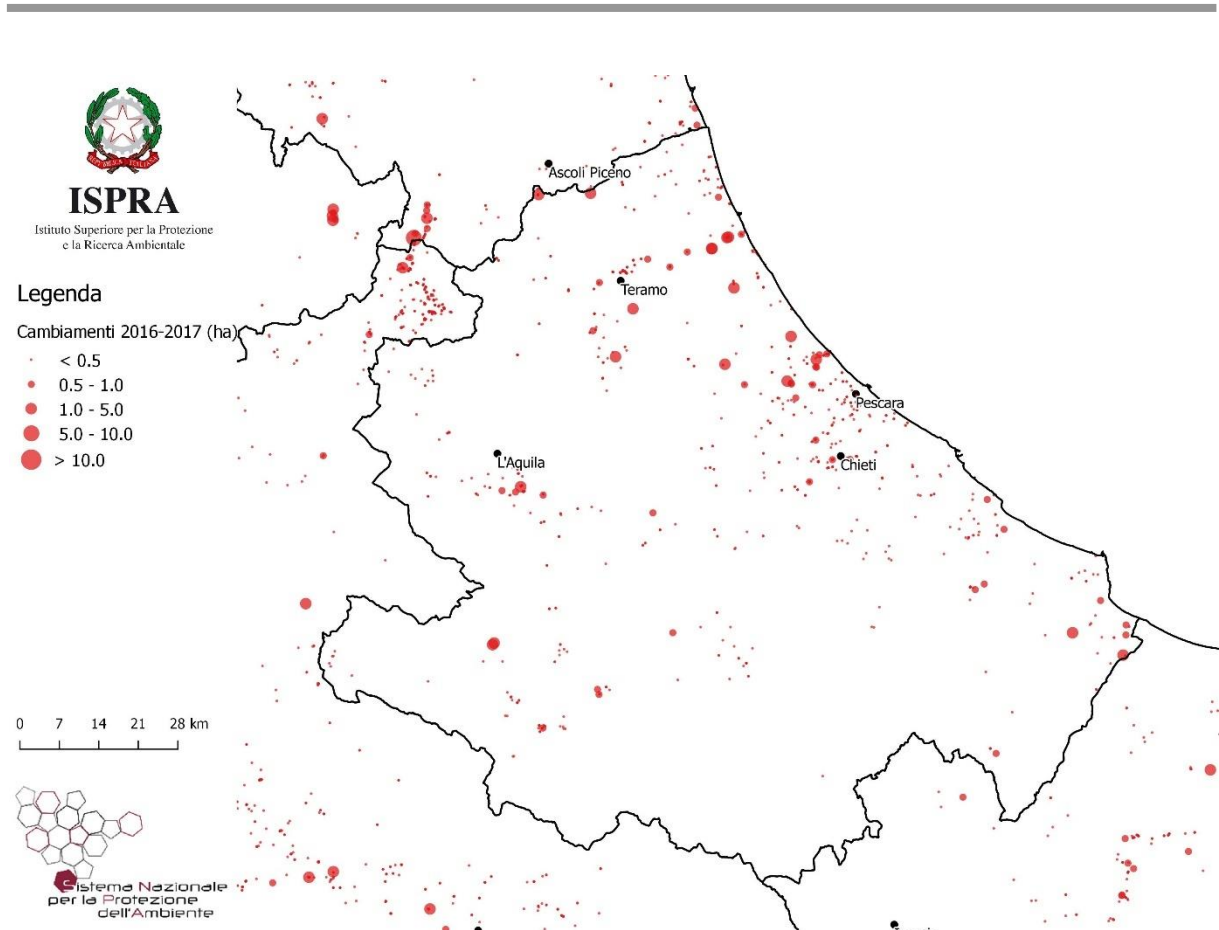 ISPRA
Istituto Superiore per la Protezione
e la Ricerca Ambientale
Legenda
Cambiamenti 2016-2017 (ha)
< 0.5
0.5 - 1.0
1.0 - 5.0
5.0 - 10.0
> 10.0
Ascoli Piceno
Teramo
Pescara
L'Aquila
Chieti
0 7 14 21 28 km
Sistema Nazionale
per la Protezione
dell'Ambiente